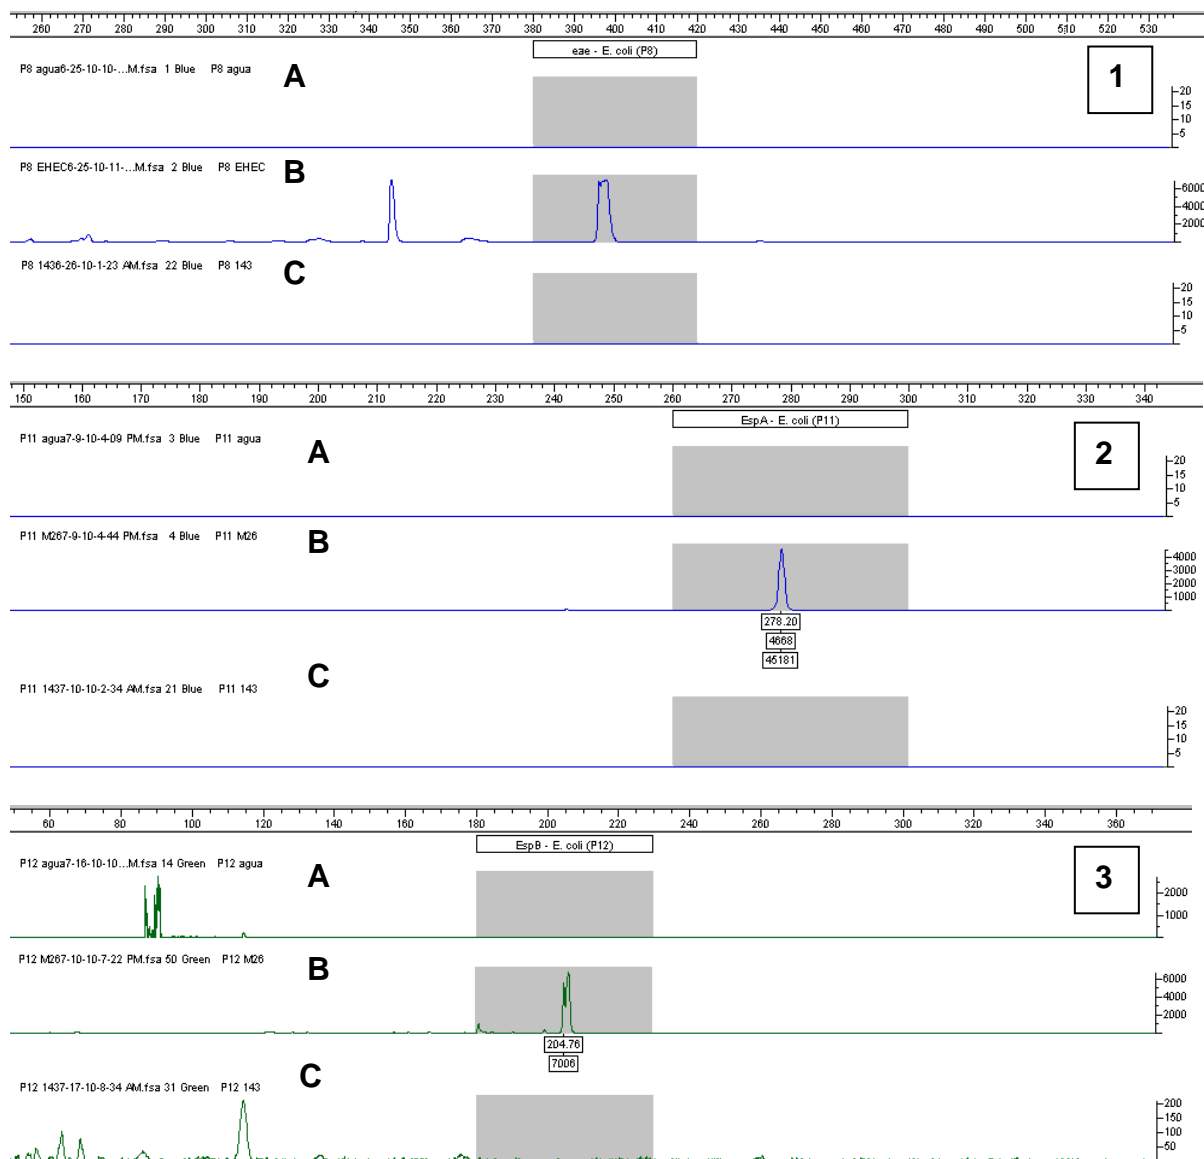 260 270 280 290 300 310 320 330 340 350 360 370 380 390 400 410 420 430 440 450 460 470 480 490 500 510 520 530
eae - E. coli (P8)
1
P8 agua6-25-10-10-...M.fsa 1 Blue P8 agua
A
20
15
10
5
P8 EHEC6-25-10-11-...M.fsa 2 Blue P8 EHEC
B
6000
4000
2000
P8 1436-26-10-1-23 AM.fsa 22 Blue P8 143
C
20
15
10
5
150 160 170 180 190 200 210 220 230 240 250 260 270 280 290 300 310 320 330 340
EspA - E. coli (P11)
2
P11 agua7-9-10-4-09 PM.fsa 3 Blue P11 agua
A
20
15
10
5
P11 M267-9-10-4-44 PM.fsa 4 Blue P11 M26
B
4000
3000
2000
1000
278.20
4668
45181
P11 1437-10-10-2-34 AM.fsa 21 Blue P11 143
C
20
15
10
5
60 80 100 120 140 160 180 200 220 240 260 280 300 320 340 360
EspB - E. coli (P12)
3
P12 agua7-16-10-10...M.fsa 14 Green P12 agua
A
2000
1000
P12 M267-10-10-7-22 PM.fsa 50 Green P12 M26
B
6000
4000
2000
204.76
7006
P12 1437-17-10-8-34 AM.fsa 31 Green P12 143
C
200
150
100
50